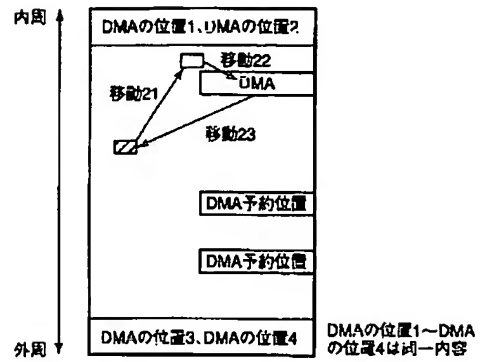 内周
DMAの位置1、DMAの位置2
移動22
DMA
移動21
移動23
DMA予約位置
DMA予約位置
外周
DMAの位置3、DMAの位置4
DMAの位置1〜DMA
の位置4は同一内容